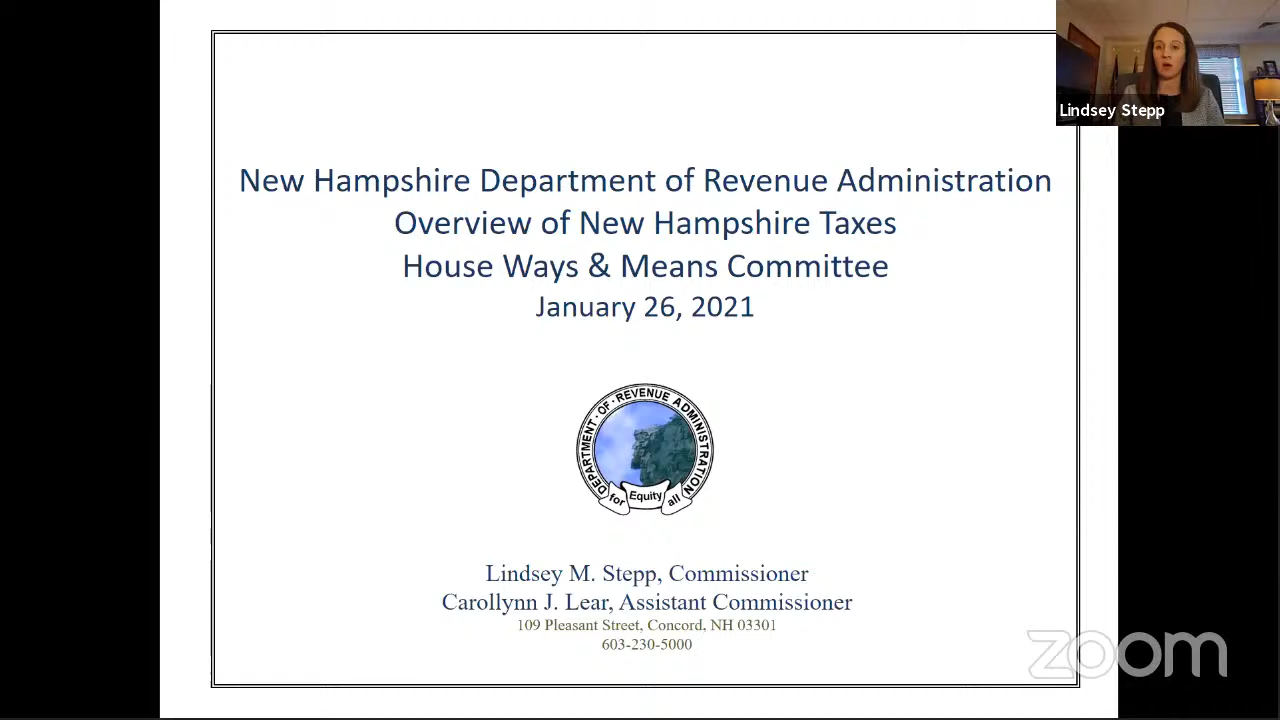 Lindsey Stepp
New Hampshire Department of Revenue Administration
Overview of New Hampshire Taxes
House Ways & Means Committee
January 26, 2021
DEPARTMENT · OF · REVENUE ADMINISTRATION
Equity
for all
Lindsey M. Stepp, Commissioner
Carollynn J. Lear, Assistant Commissioner
109 Pleasant Street, Concord, NH 03301
603-230-5000
zoom